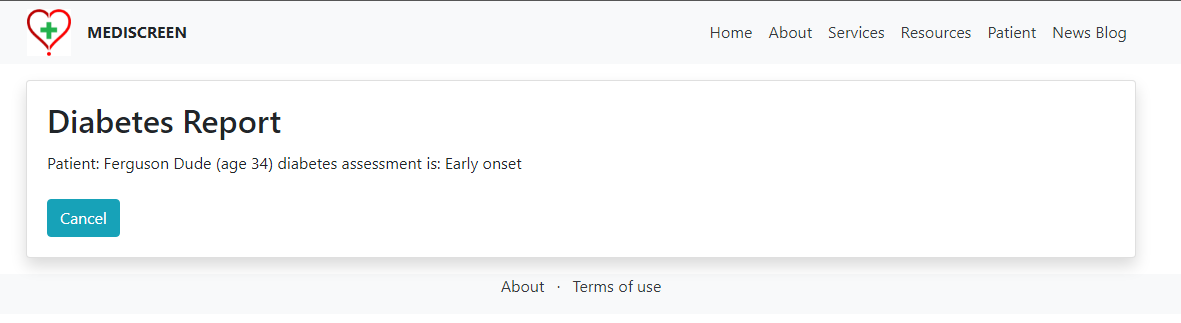 MEDISCREEN Home About Services Resources Patient News Blog
Diabetes Report
Patient: Ferguson Dude (age 34) diabetes assessment is: Early onset
Cancel
About · Terms of use